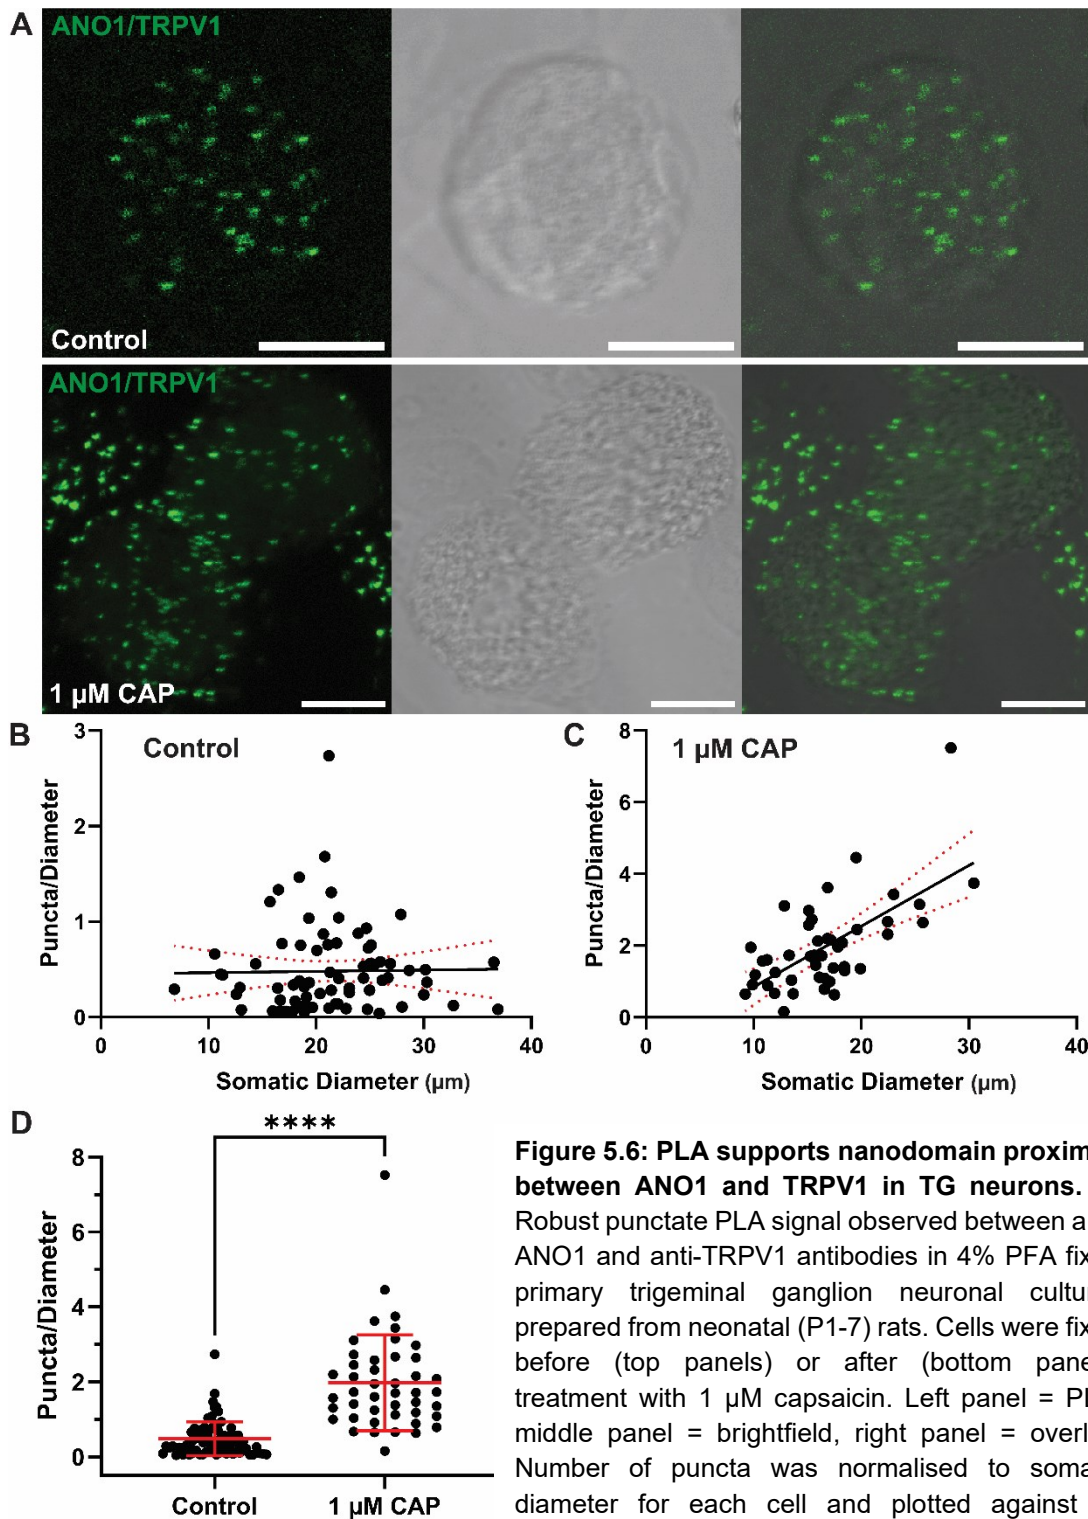 A
ANO1/TRPV1
Control
ANO1/TRPV1
1 µM CAP
B
Control
Puncta/Diameter
3
2
1
0
0 10 20 30 40
Somatic Diameter (µm)
C
1 µM CAP
Puncta/Diameter
8
6
4
2
0
0 10 20 30 40
Somatic Diameter (µm)
D
****
Puncta/Diameter
8
6
4
2
0
Control 1 µM CAP
Figure 5.6: PLA supports nanodomain proxim
between ANO1 and TRPV1 in TG neurons.
Robust punctate PLA signal observed between a
ANO1 and anti-TRPV1 antibodies in 4% PFA fix
primary trigeminal ganglion neuronal cultur
prepared from neonatal (P1-7) rats. Cells were fix
before (top panels) or after (bottom pane
treatment with 1 µM capsaicin. Left panel = P
middle panel = brightfield, right panel = overl
Number of puncta was normalised to soma
diameter for each cell and plotted against